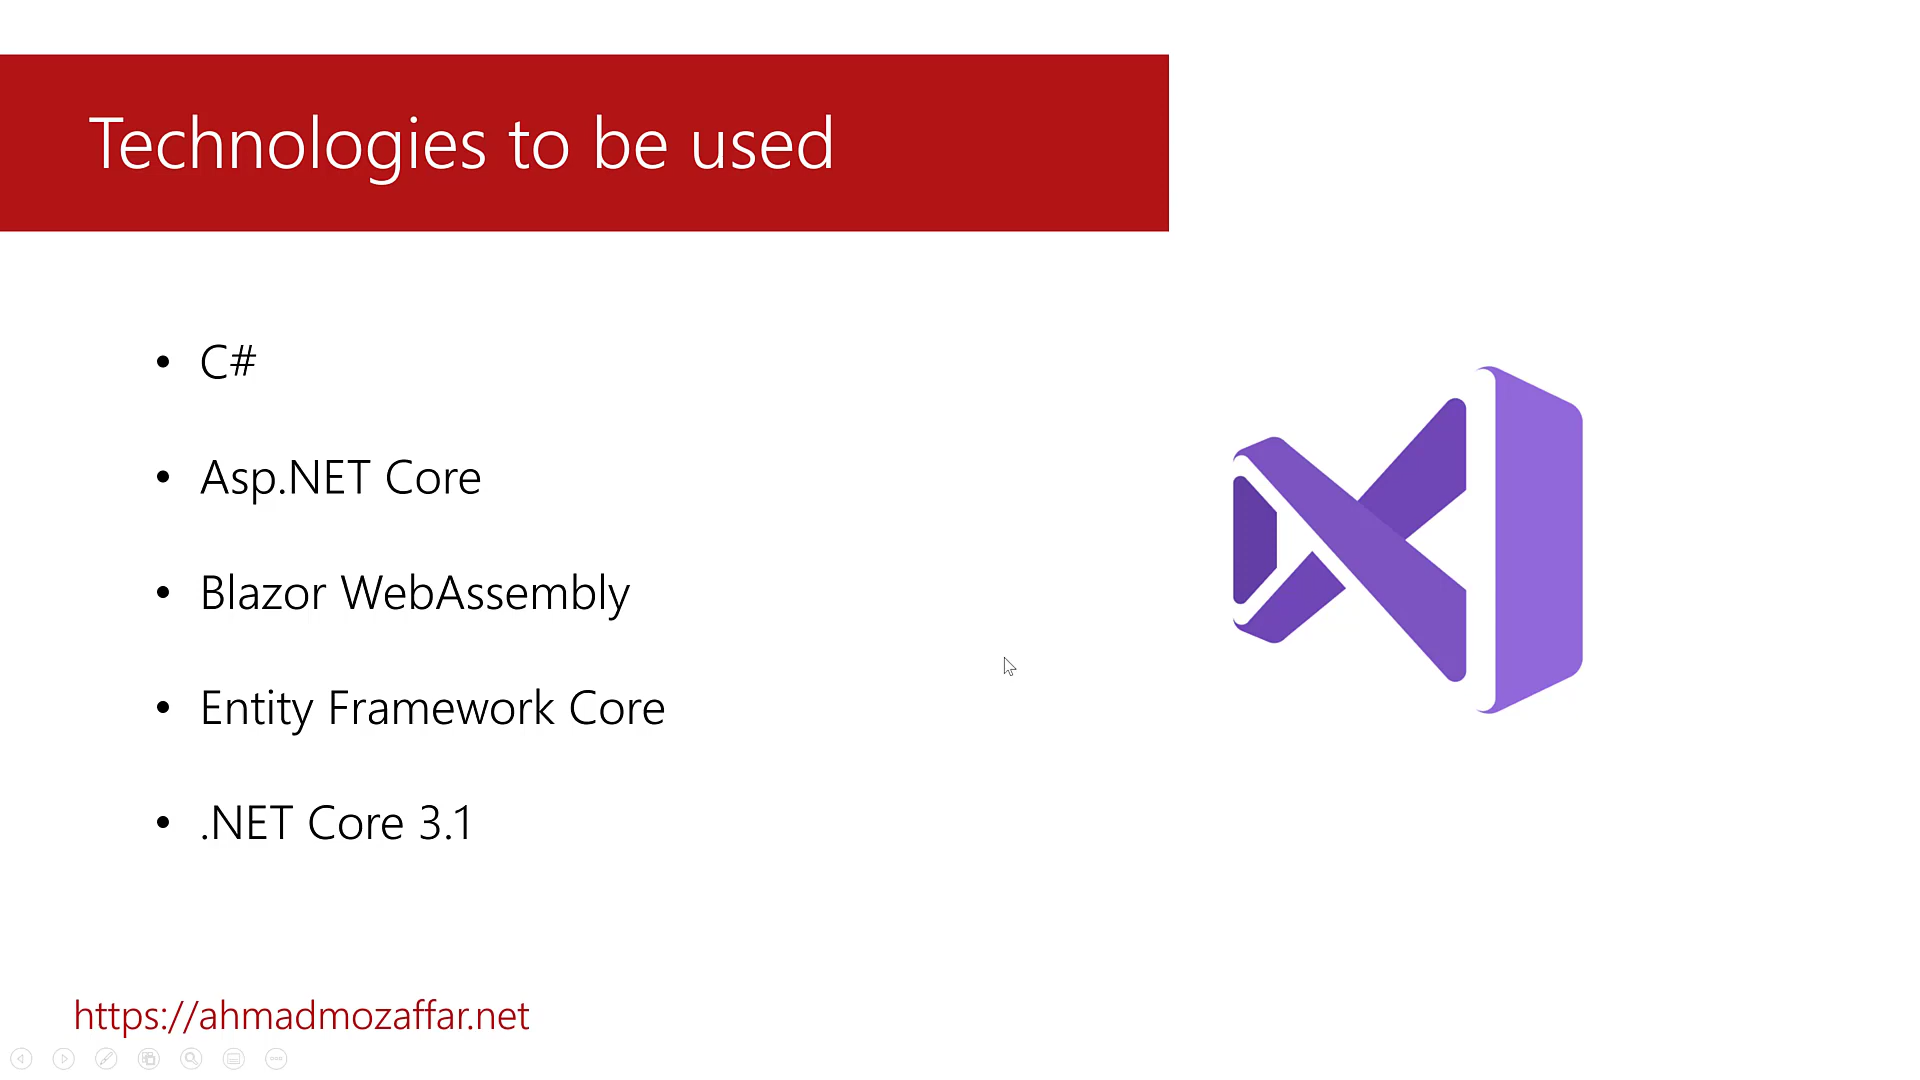 Technologies to be used
• C#
• Asp.NET Core
• Blazor WebAssembly
• Entity Framework Core
• .NET Core 3.1
https://ahmadmozaffar.net